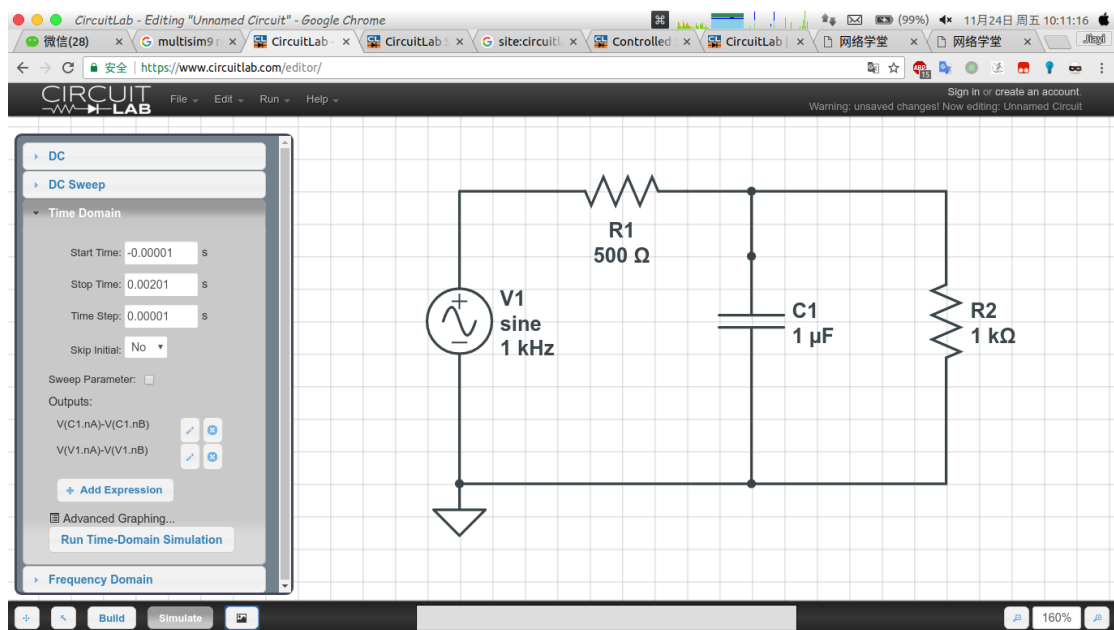 CircuitLab - Editing "Unnamed Circuit" - Google Chrome
(99%) 11月24日 周五 10:11:16
微信(28) × multisim9 r × CircuitLab - × CircuitLab S × site:circuitl × Controlled × CircuitLab | × 网络学堂 × 网络学堂 × Jiayi
安全 | https://www.circuitlab.com/editor/
ABP 15
CIRCUIT LAB File Edit Run Help
Sign in or create an account.
Warning: unsaved changes! Now editing: Unnamed Circuit
DC
DC Sweep
Time Domain
Start Time: -0.00001 s
Stop Time: 0.00201 s
Time Step: 0.00001 s
Skip Initial: No
Sweep Parameter:
Outputs:
V(C1.nA)-V(C1.nB)
V(V1.nA)-V(V1.nB)
+ Add Expression
Advanced Graphing...
Run Time-Domain Simulation
Frequency Domain
R1
500 Ω
V1
sine
1 kHz
C1
1 μF
R2
1 kΩ
Build Simulate 160%